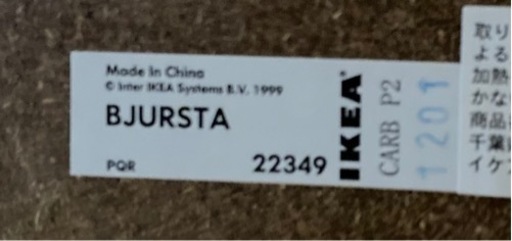 Made in China
© Inter IKEA Systems B.V. 1999
BJURSTA
PQR
22349
IKEA
CARB P2
1201
取り
よる
加熱
かな
商品
千葉
イケ